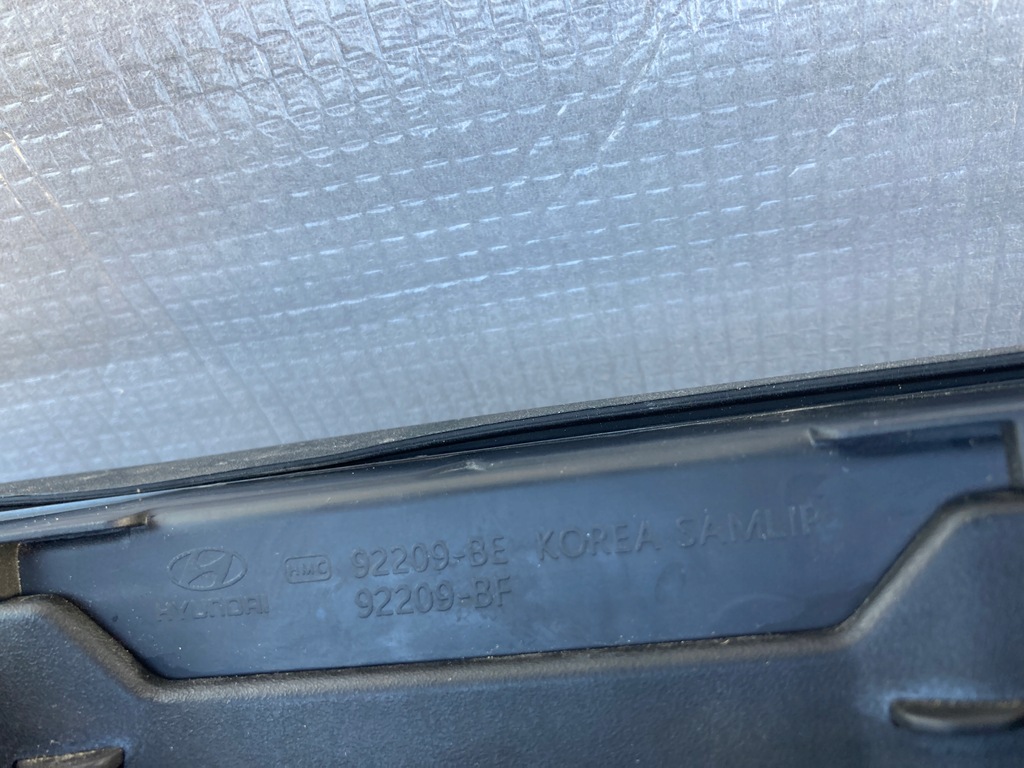 HYUNDAI
HMC 92209-BE KOREA SAMLIP
92209-BF